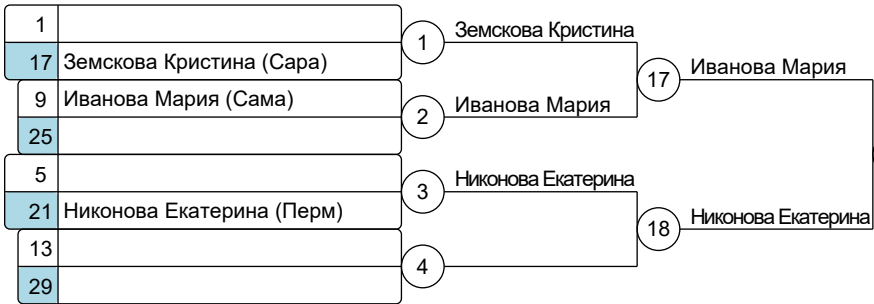 1
17 Земскова Кристина (Сара)
9 Иванова Мария (Сама)
25
5
21 Никонова Екатерина (Перм)
13
29
1 Земскова Кристина
2 Иванова Мария
3 Никонова Екатерина
4
17 Иванова Мария
18 Никонова Екатерина